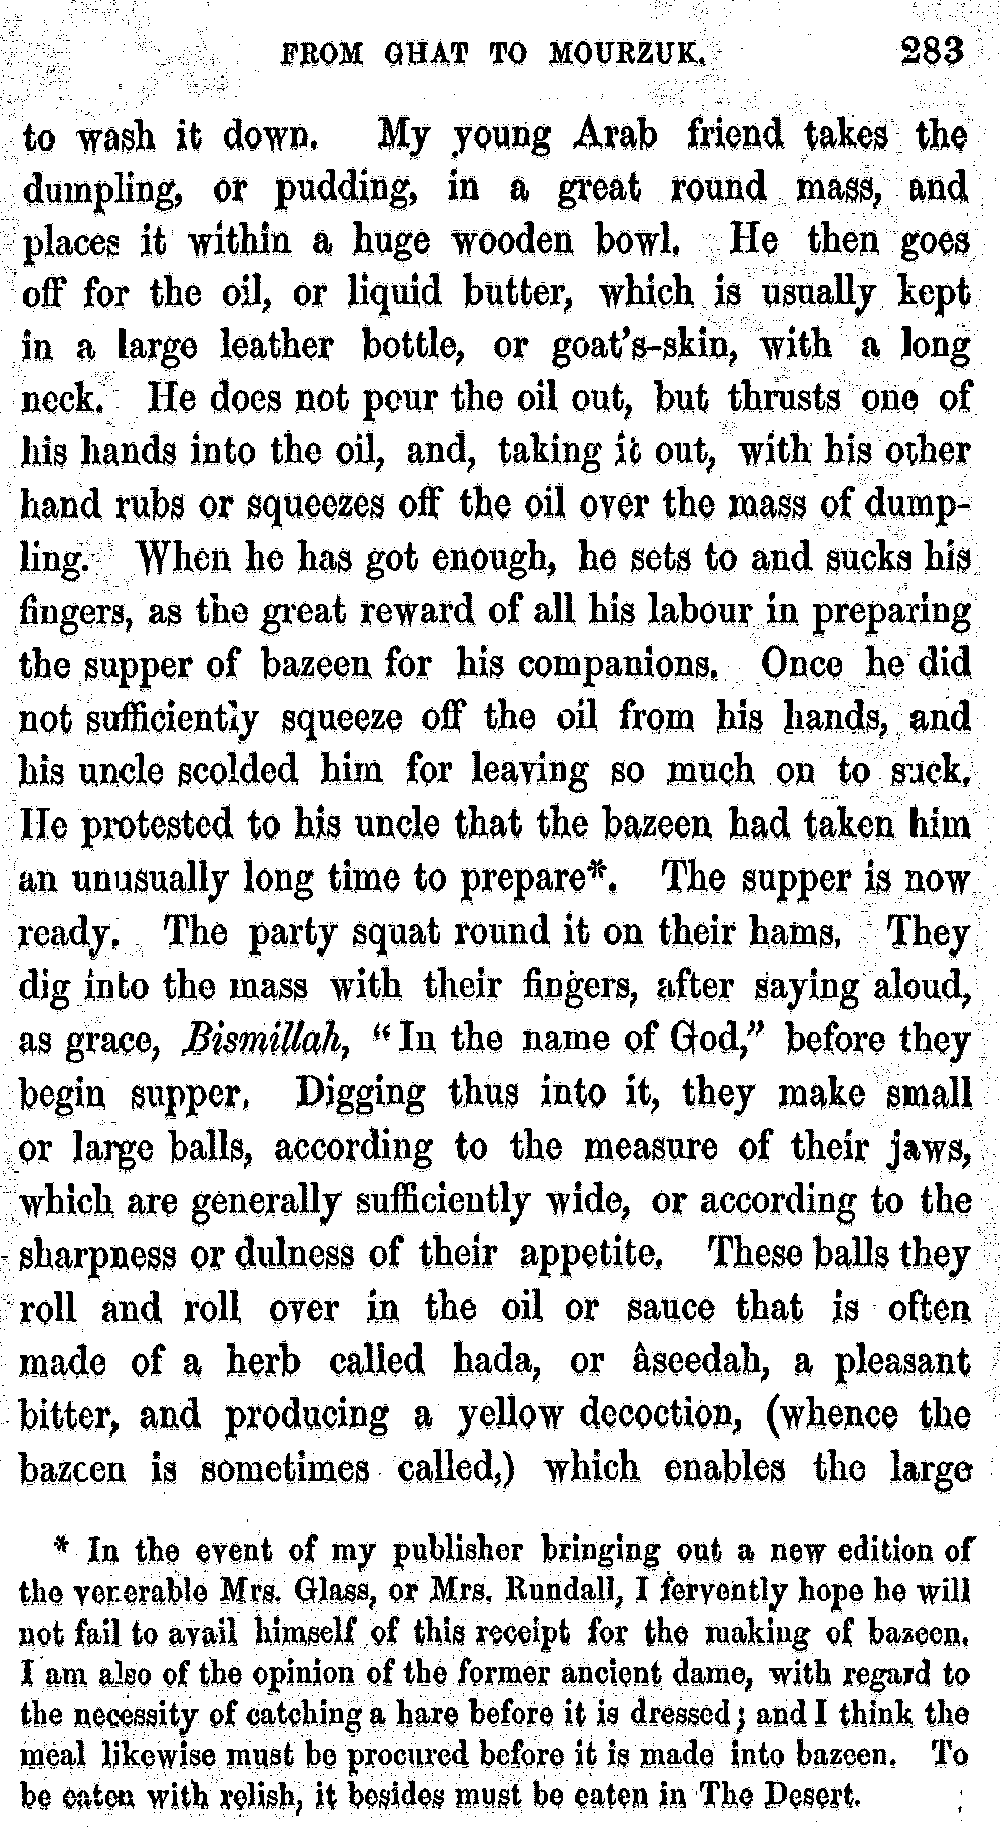 FROM GHAT TO MOURZUK. 283
to wash it down. My young Arab friend takes the
dumpling, or pudding, in a great round mass, and
places it within a huge wooden bowl. He then goes
off for the oil, or liquid butter, which is usually kept
in a large leather bottle, or goat's-skin, with a long
neck. He does not pour the oil out, but thrusts one of
his hands into the oil, and, taking it out, with his other
hand rubs or squeezes off the oil over the mass of dump-
ling. When he has got enough, he sets to and sucks his
fingers, as the great reward of all his labour in preparing
the supper of bazeen for his companions. Once he did
not sufficiently squeeze off the oil from his hands, and
his uncle scolded him for leaving so much on to suck.
He protested to his uncle that the bazeen had taken him
an unusually long time to prepare*. The supper is now
ready. The party squat round it on their hams. They
dig into the mass with their fingers, after saying aloud,
as grace, Bismillah, "In the name of God," before they
begin supper. Digging thus into it, they make small
or large balls, according to the measure of their jaws,
which are generally sufficiently wide, or according to the
sharpness or dulness of their appetite. These balls they
roll and roll over in the oil or sauce that is often
made of a herb called hada, or âseedah, a pleasant
bitter, and producing a yellow decoction, (whence the
bazeen is sometimes called,) which enables the large
* In the event of my publisher bringing out a new edition of
the venerable Mrs. Glass, or Mrs. Rundall, I fervently hope he will
not fail to avail himself of this receipt for the making of bazeen.
I am also of the opinion of the former ancient dame, with regard to
the necessity of catching a hare before it is dressed; and I think the
meal likewise must be procured before it is made into bazeen. To
be eaten with relish, it besides must be eaten in The Desert.